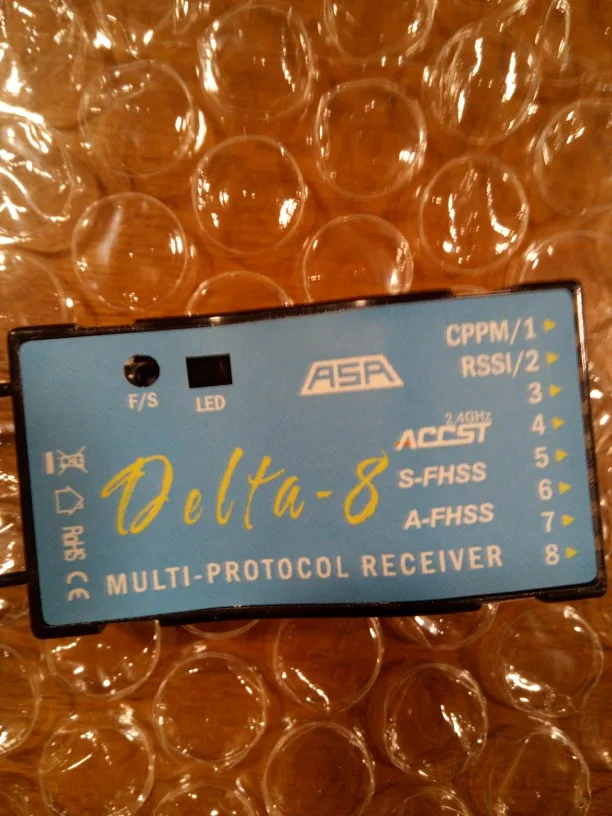 CPPM/1
RSSI/2
3
4
5
6
7
8
F/S
LED
ASA
2.4GHz
ACCST
Delta-8
S-FHSS
A-FHSS
MULTI-PROTOCOL RECEIVER
RoHS
CE